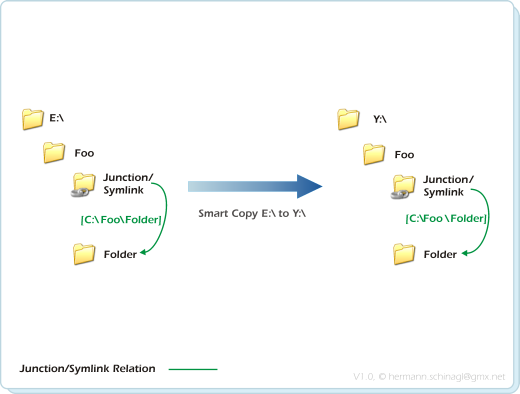 E:\
Y:\
Foo
Foo
Junction/
Symlink
Junction/
Symlink
Smart Copy E:\ to Y:\
[C:\Foo\Folder]
[C:\Foo\Folder]
Folder
Folder
Junction/Symlink Relation
V1.0, © hermann.schinagl@gmx.net